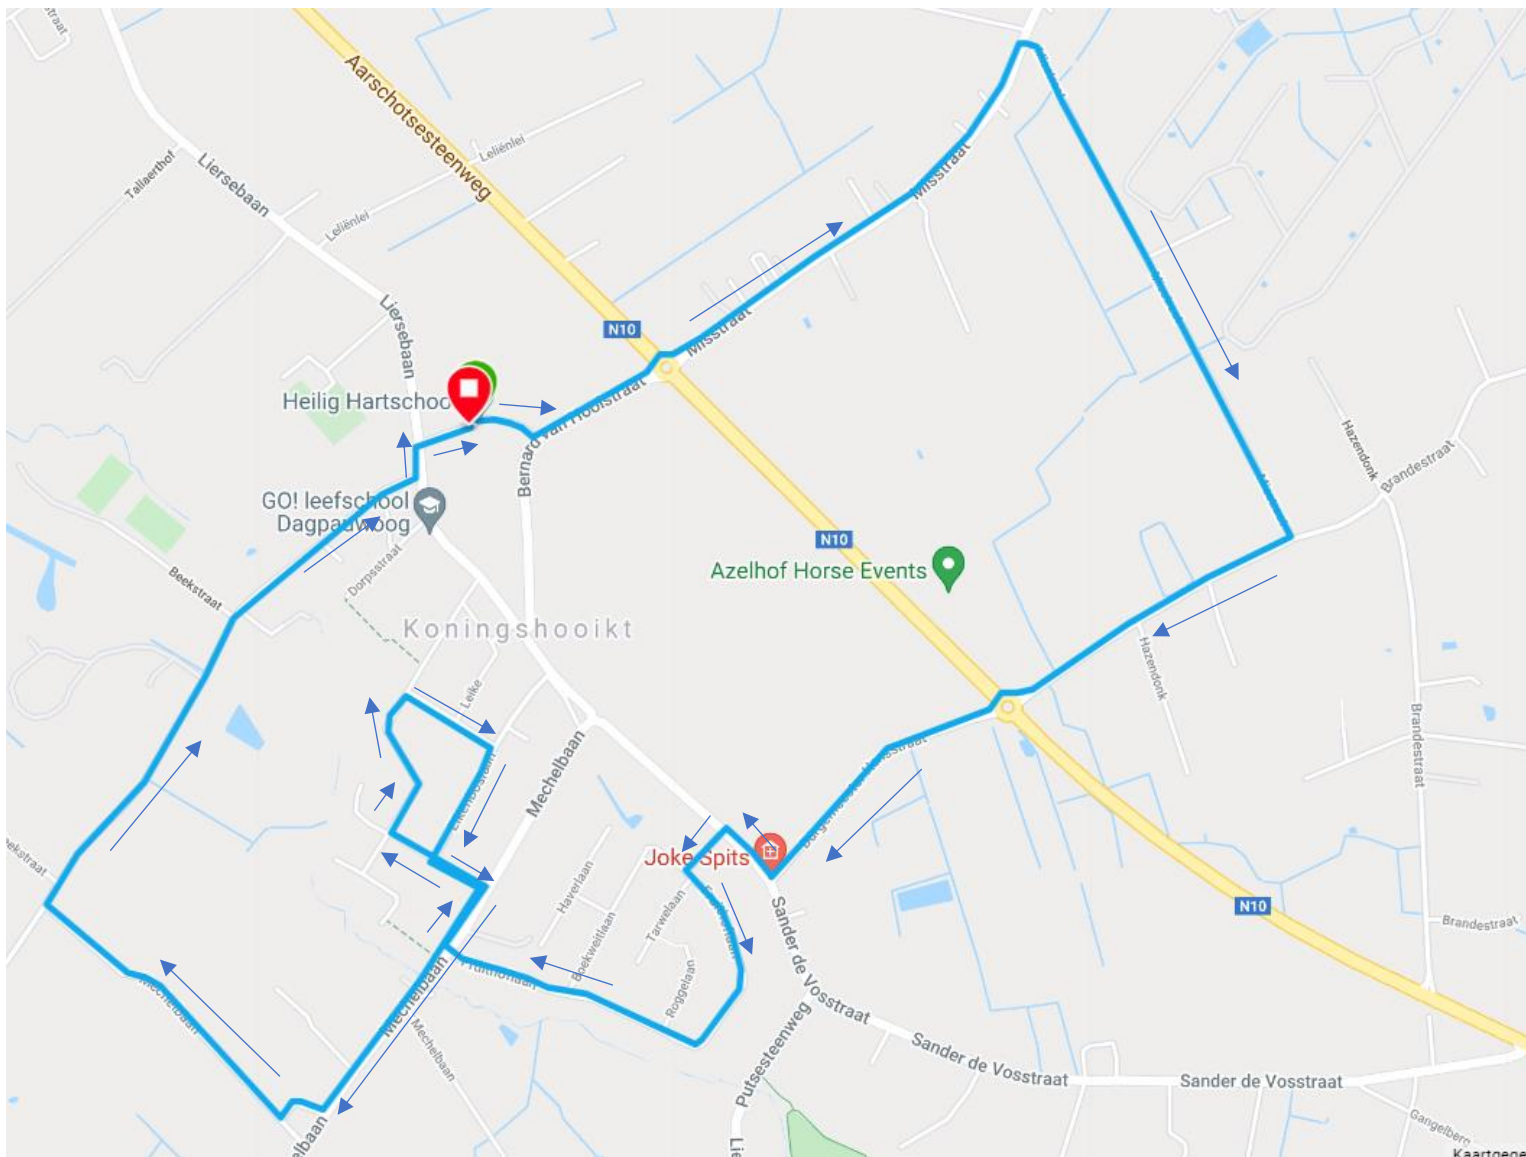 Aarschotsesteenweg
Leliënlei
Tallaerthof
Liersebaan
Leliënlei
Misstraat
Liersebaan
N10
Misstraat
Heilig Hartschool
Bernard van Hoolstraat
Hazendonk
Brandestraat
GO! leefschool
Dagpauwoog
N10
Azelhof Horse Events
Dorpsstraat
Beekstraat
Koningshooikt
Hazendonk
Leike
Brandestraat
Mechelbaan
Joke Spits
Haverlaan
Tarwelaan
Boekweitlaan
Roggelaan
N10
Brandestraat
Sander de Vosstraat
Mechelbaan
Mechelbaan
Mechelbaan
Putsesteenweg
Sander de Vosstraat
Sander de Vosstraat
Gangelberg